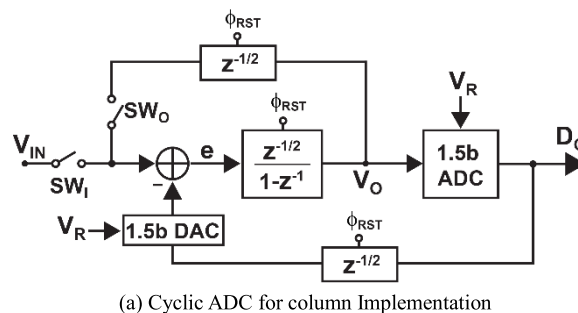 ϕRST
z-1/2
SWO
VIN
SWI
e
ϕRST
z-1/2
1-z-1
VO
VR
1.5b
ADC
VR
1.5b DAC
ϕRST
z-1/2
−
(a) Cyclic ADC for column Implementation